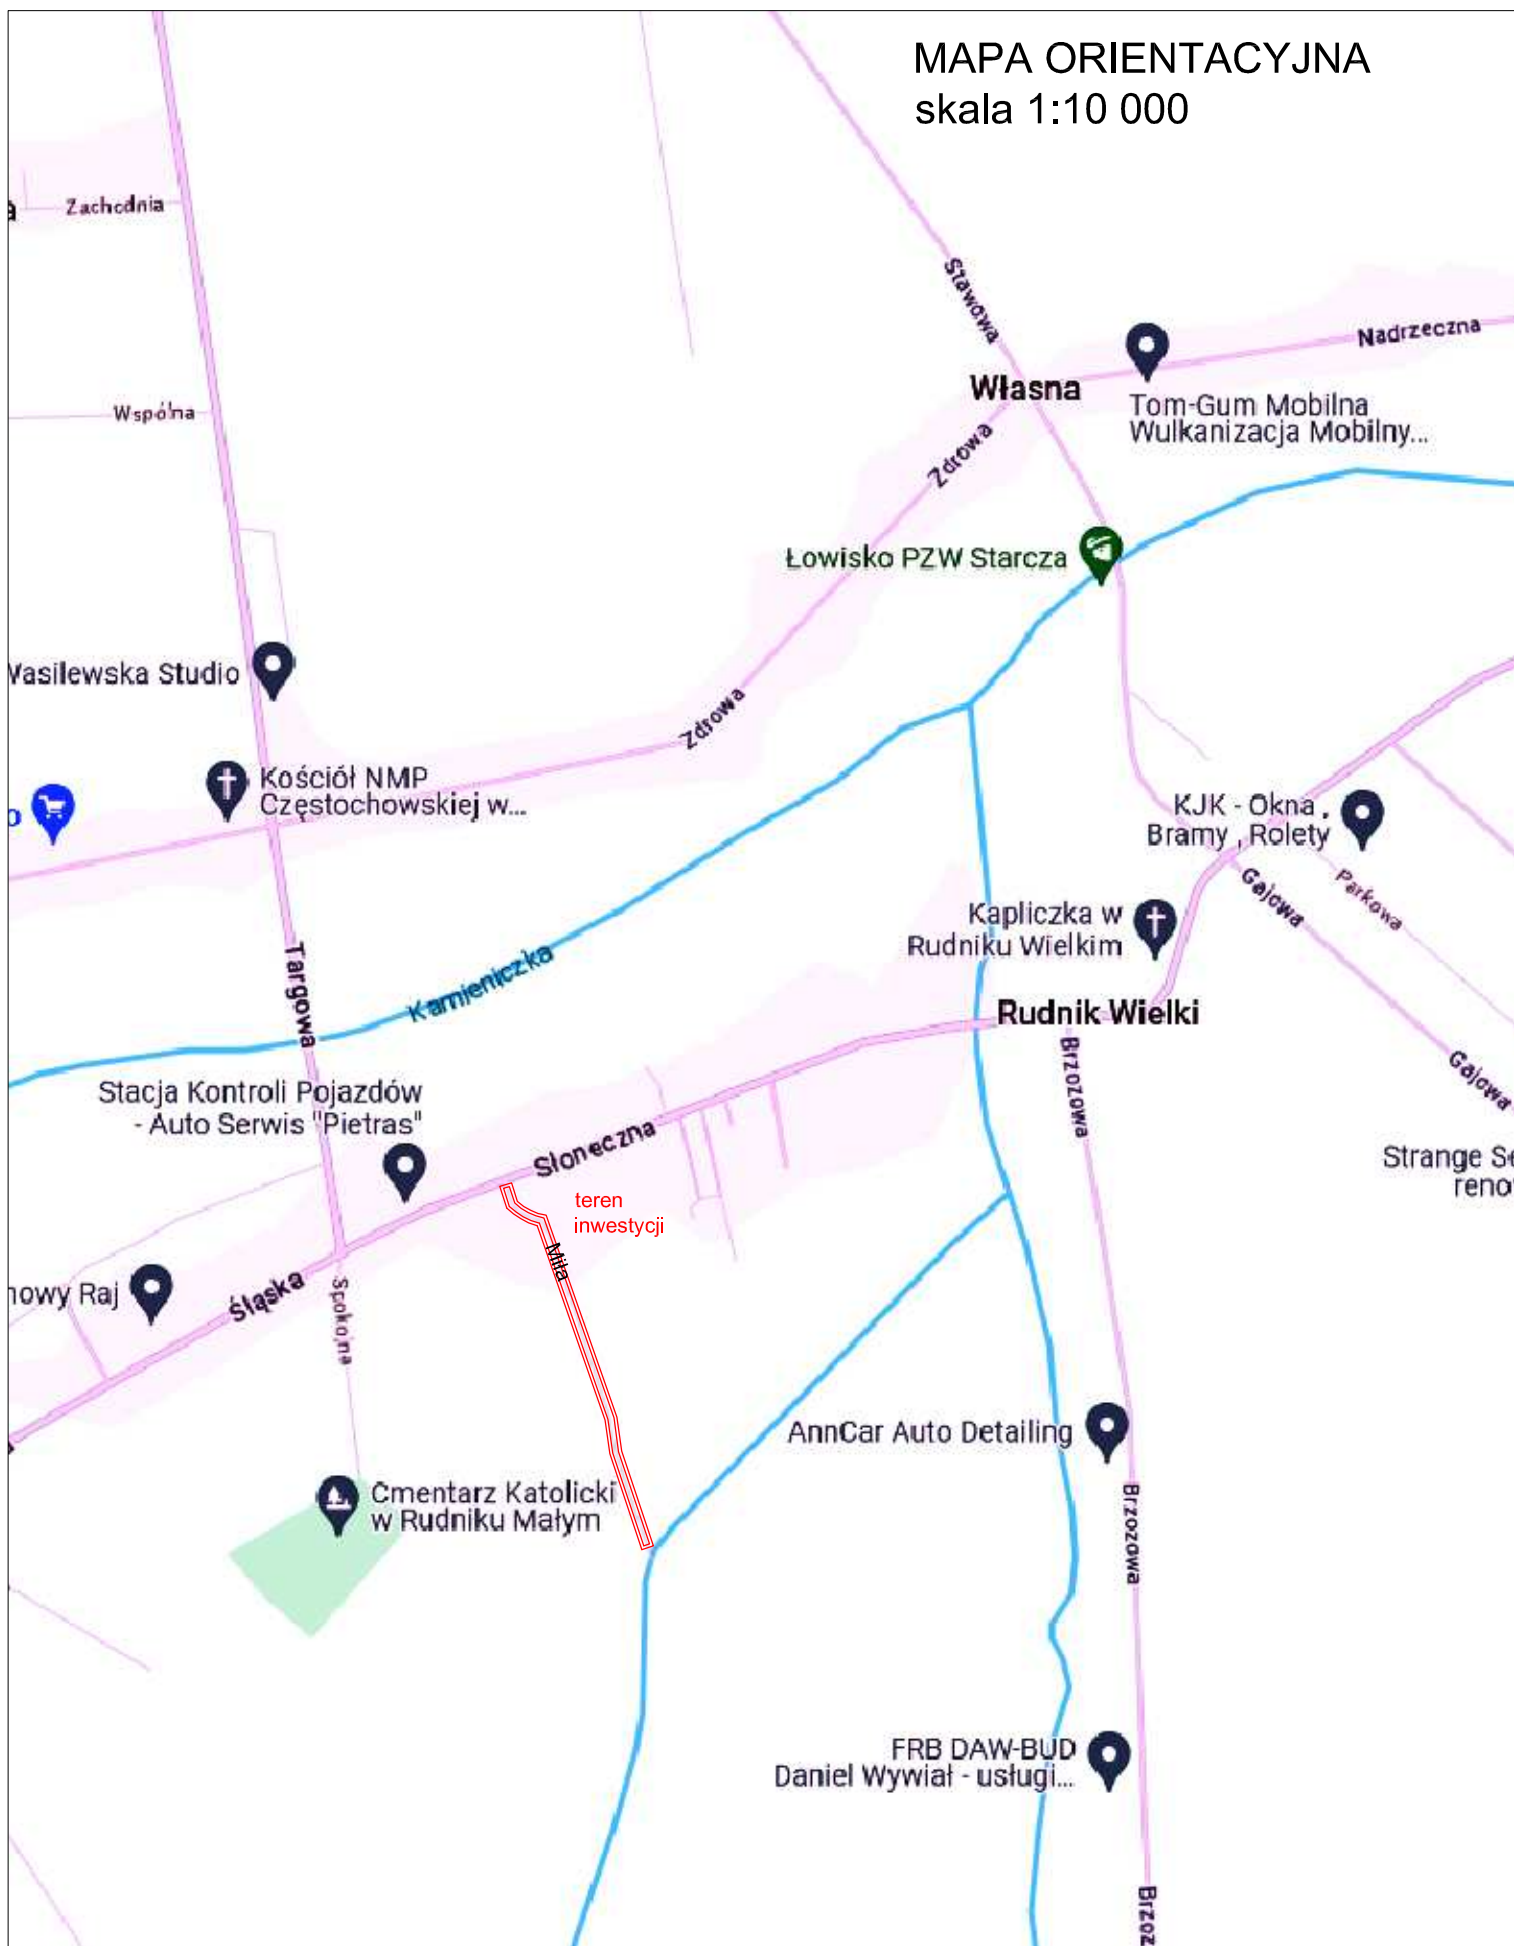 MAPA ORIENTACYJNA
skala 1:10 000
Zachodnia
Stawowa
Nadrzeczna
Własna
Wspólna
Tom-Gum Mobilna
Wulkanizacja Mobilny...
Zdrowa
Łowisko PZW Starcza
Wasilewska Studio
Zdrowa
Kościół NMP
Częstochowskiej w...
KJK - Okna ,
Bramy , Rolety
Gajowa
Parkowa
Kapliczka w
Rudniku Wielkim
Targowa
Kamieniczka
Rudnik Wielki
Brzozowa
Gajowa
Stacja Kontroli Pojazdów
- Auto Serwis "Pietras"
Słoneczna
Strange Se
reno
teren
inwestycji
Miła
Śląska
Spokojna
nowy Raj
AnnCar Auto Detailing
Cmentarz Katolicki
w Rudniku Małym
Brzozowa
FRB DAW-BUD
Daniel Wywiał - usługi...
Brzoz